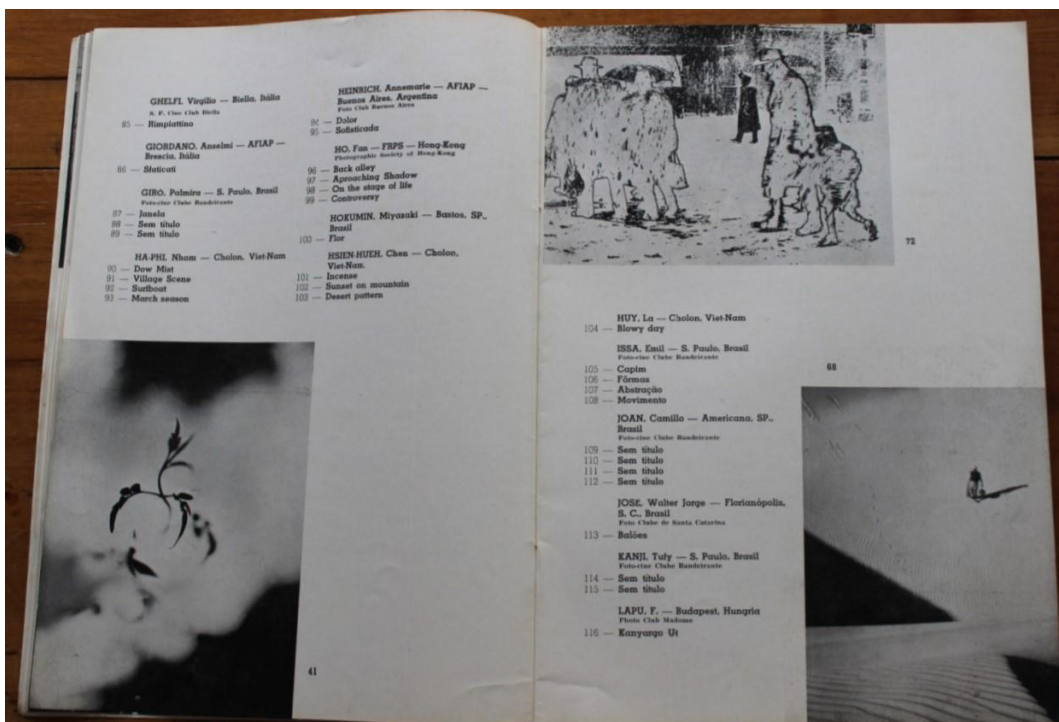 GHELFI, Virgilio — Biella, Itália
S. P. Cine Club Biella
85 — Rimpiattino
GIORDANO, Anselmi — AFIAP —
Brescia, Itália
86 — Staticati
GIRO, Palmira — S. Paulo, Brasil
Foto-cine Clube Bandeirante
87 — Janela
88 — Sem título
89 — Sem título
HA-PHI, Nham — Cholon, Viet-Nam
90 — Dow Mist
91 — Village Scene
92 — Surfboat
93 — March season
HEINRICH, Annemarie — AFIAP —
Buenos Aires, Argentina
Foto Club Buenos Aires
94 — Dolor
95 — Sofisticada
HO, Fan — FRPS — Hong-Kong
Photographic Society of Hong-Kong
96 — Back alley
97 — Aproaching Shadow
98 — On the stage of life
99 — Controversy
HOKUMIN, Miyasaki — Bastos, SP.,
Brasil
100 — Flor
HSIEN-HUEH, Chen — Cholon,
Viet-Nam.
101 — Incense
102 — Sunset on mountain
103 — Desert pattern
41
72
HUY, La — Cholon, Viet-Nam
104 — Blowy day
ISSA, Emil — S. Paulo, Brasil
Foto-cine Clube Bandeirante
105 — Capim
106 — Fôrmas
107 — Abstração
108 — Movimento
JOAN, Camillo — Americana, SP.,
Brasil
Foto-cine Clube Bandeirante
109 — Sem título
110 — Sem título
111 — Sem título
112 — Sem título
JOSE, Walter Jorge — Florianópolis,
S. C., Brasil
Foto Clube de Santa Catarina
113 — Balões
KANJI, Tufy — S. Paulo, Brasil
Foto-cine Clube Bandeirante
114 — Sem título
115 — Sem título
LAPU, F. — Budapest, Hungria
Photo Club Madome
116 — Kanyargo Ut
68